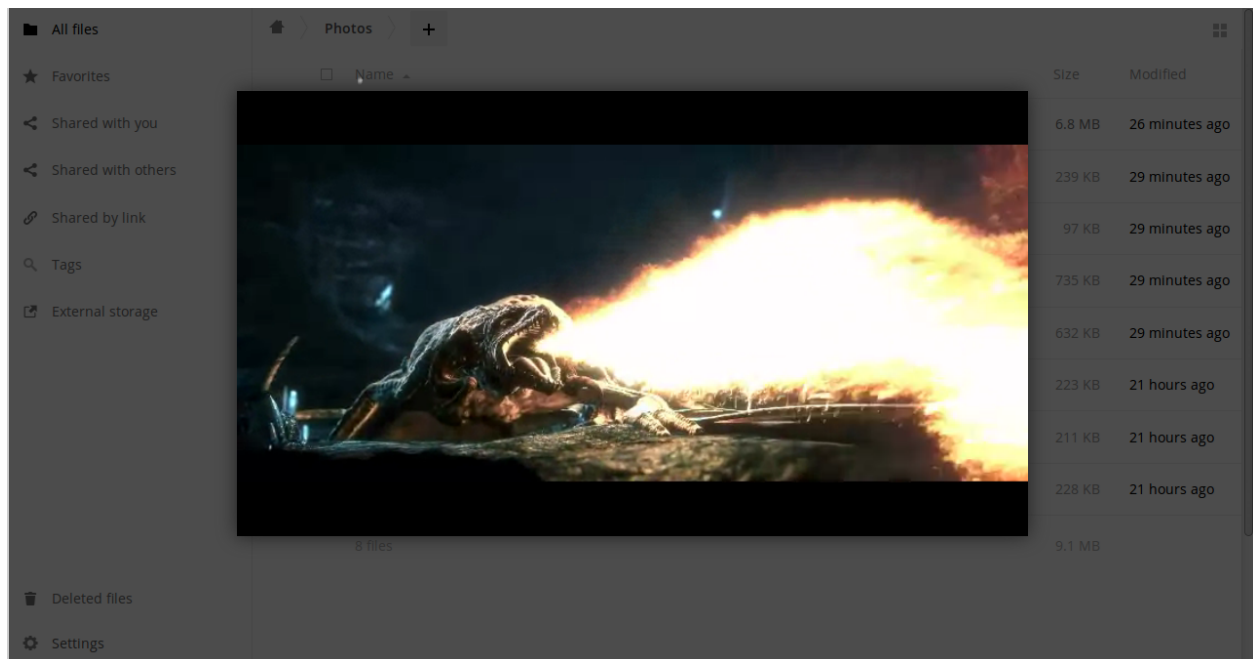 All files
Favorites
Shared with you
Shared with others
Shared by link
Tags
External storage
Deleted files
Settings
Photos +
Name Size Modified
6.8 MB 26 minutes ago
239 KB 29 minutes ago
97 KB 29 minutes ago
735 KB 29 minutes ago
632 KB 29 minutes ago
223 KB 21 hours ago
211 KB 21 hours ago
228 KB 21 hours ago
8 files 9.1 MB